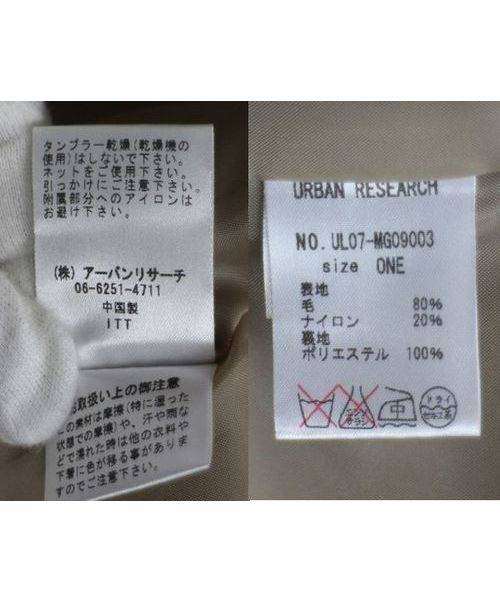 タンブラー乾燥(乾燥機の
使用)はしないで下さい。
ネットをご使用下さい。
引っかけにご注意下さい。
附属部分へのアイロンは
お避け下さい。
(株) アーバンリサーチ
06-6251-4711
中国製
ITT
取扱い上の御注意
この素材は摩擦(特に湿った
状態での摩擦)や、汗や雨な
どで濡れた時は他の衣料や
下着に色が移る事がありま
すのでご注意下さい。
URBAN RESEARCH
NO. UL07-MG09003
size ONE
表地
毛 80%
ナイロン 20%
裏地
ポリエステル 100%
中
ドライ